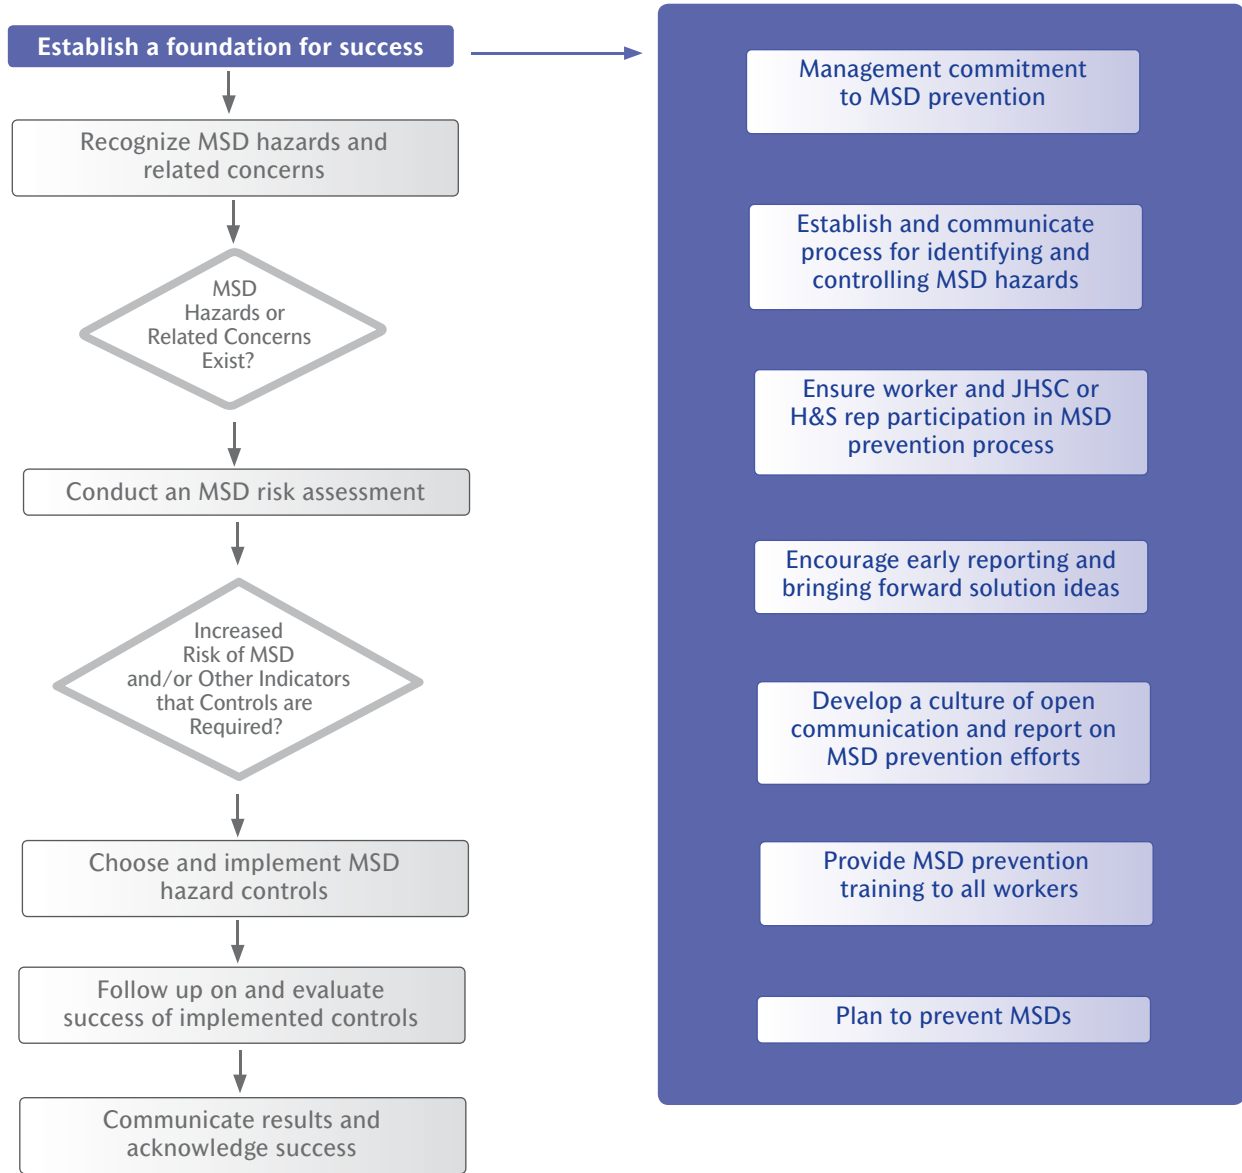 Establish a foundation for success
Recognize MSD hazards and
related concerns
MSD
Hazards or
Related Concerns
Exist?
Conduct an MSD risk assessment
Increased
Risk of MSD
and/or Other Indicators
that Controls are
Required?
Choose and implement MSD
hazard controls
Follow up on and evaluate
success of implemented controls
Communicate results and
acknowledge success
Management commitment
to MSD prevention
Establish and communicate
process for identifying and
controlling MSD hazards
Ensure worker and JHSC or
H&S rep participation in MSD
prevention process
Encourage early reporting and
bringing forward solution ideas
Develop a culture of open
communication and report on
MSD prevention efforts
Provide MSD prevention
training to all workers
Plan to prevent MSDs